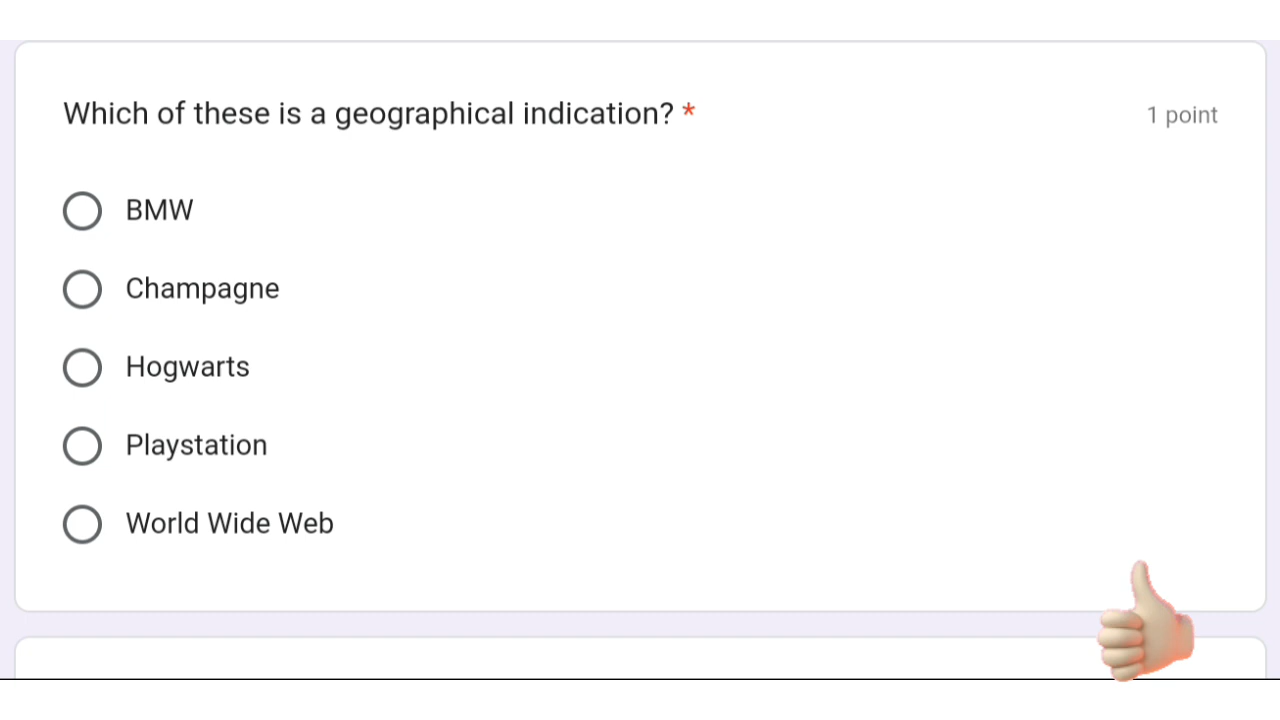 Which of these is a geographical indication? *
1 point
BMW
Champagne
Hogwarts
Playstation
World Wide Web